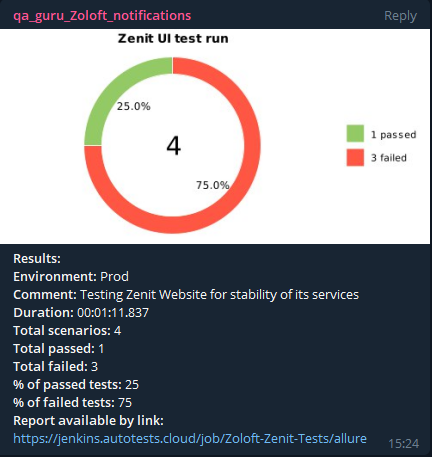 qa_guru_Zoloft_notifications Reply
Zenit UI test run
25.0%
4
75.0%
1 passed
3 failed
Results:
Environment: Prod
Comment: Testing Zenit Website for stability of its services
Duration: 00:01:11.837
Total scenarios: 4
Total passed: 1
Total failed: 3
% of passed tests: 25
% of failed tests: 75
Report available by link:
https://jenkins.autotests.cloud/job/Zoloft-Zenit-Tests/allure
15:24